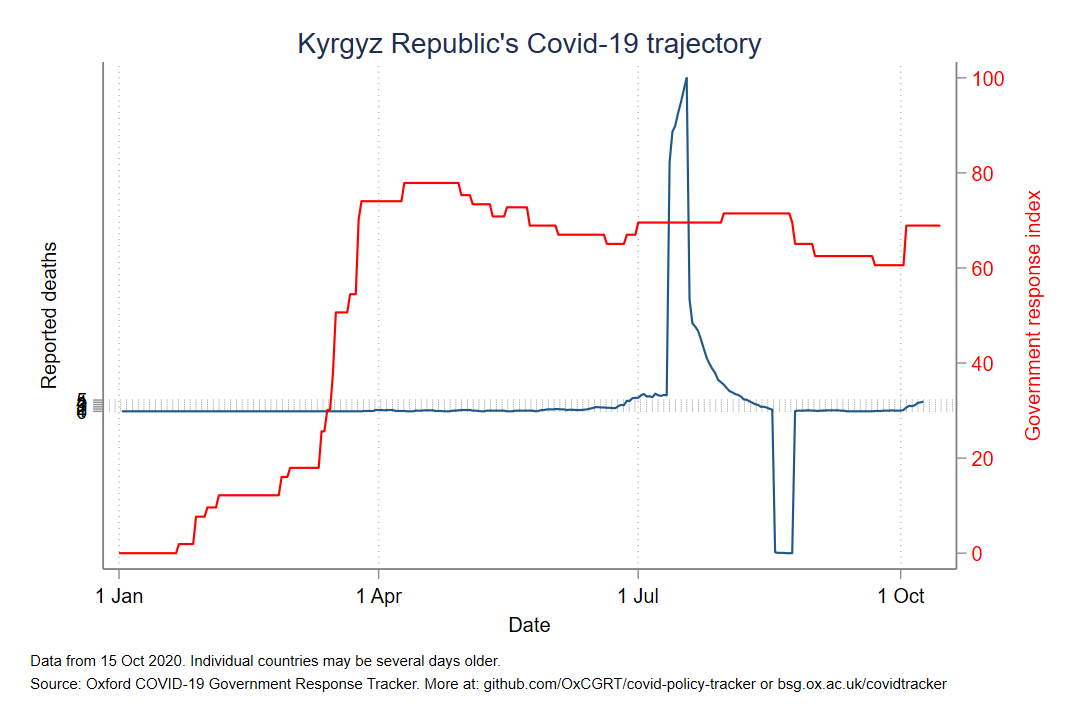 Kyrgyz Republic's Covid-19 trajectory
Reported deaths
5
0
100
80
60
40
20
0
Government response index
1 Jan
1 Apr
1 Jul
1 Oct
Date
Data from 15 Oct 2020. Individual countries may be several days older.
Source: Oxford COVID-19 Government Response Tracker. More at: github.com/OxCGRT/covid-policy-tracker or bsg.ox.ac.uk/covidtracker